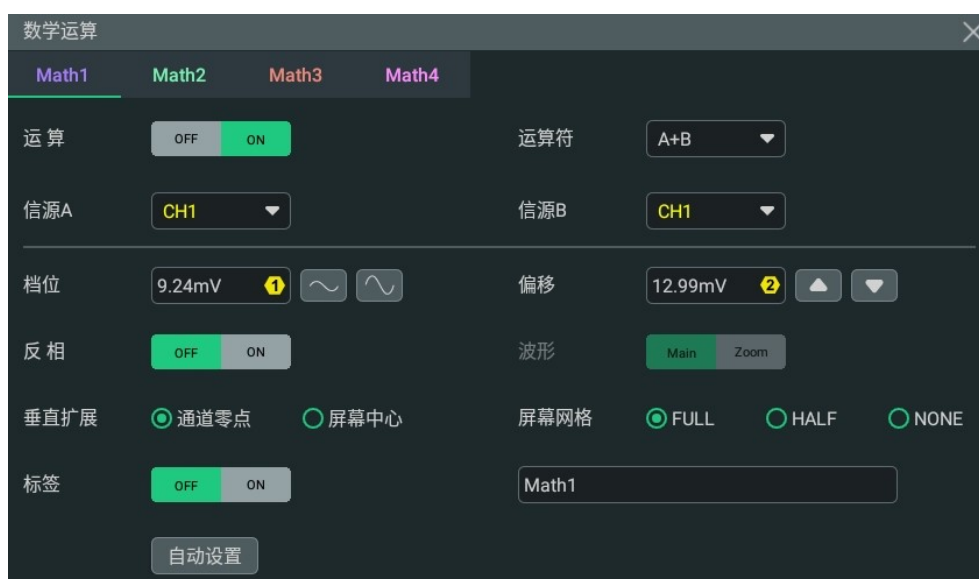 数学运算
Math1 Math2 Math3 Math4
运算 OFF ON 运算符 A+B
信源A CH1 信源B CH1
档位 9.24mV 1 偏移 12.99mV 2
反相 OFF ON 波形 Main Zoom
垂直扩展 通道零点 屏幕中心 屏幕网格 FULL HALF NONE
标签 OFF ON Math1
自动设置